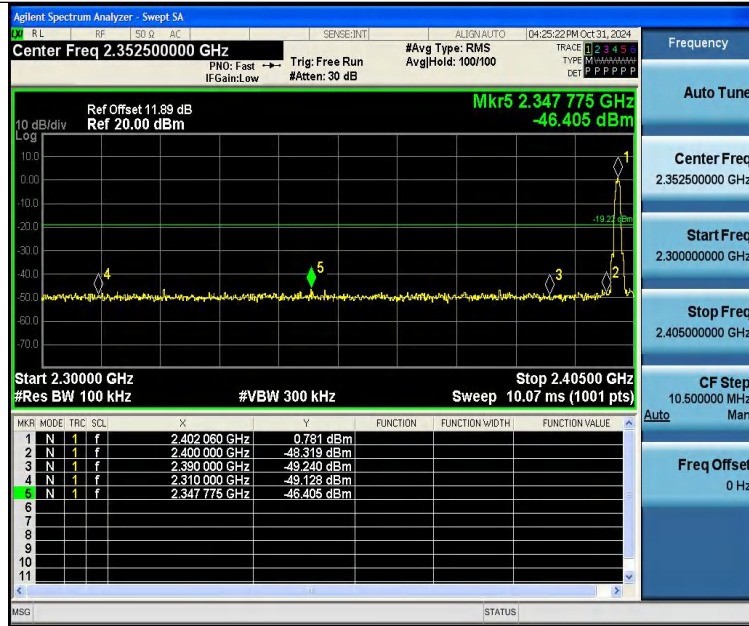 Agilent Spectrum Analyzer - Swept SA
LXI RL RF 50 Ω AC SENSE:INT ALIGN AUTO 04:25:22 PM Oct 31, 2024
Center Freq 2.352500000 GHz
PNO: Fast
IFGain:Low
Trig: Free Run
#Atten: 30 dB
#Avg Type: RMS
Avg|Hold: 100/100
TRACE 1 2 3 4 5 6
TYPE M
DET P P P P P P
Frequency
Auto Tune
Center Freq
2.352500000 GHz
Start Freq
2.300000000 GHz
Stop Freq
2.405000000 GHz
CF Step
10.500000 MHz
Auto Man
Freq Offset
0 Hz
Mkr5 2.347 775 GHz
-46.405 dBm
Ref Offset 11.89 dB
10 dB/div Ref 20.00 dBm
Log
10.0
0.00
-10.0
-20.0
-30.0
-40.0
-50.0
-60.0
-70.0
-19.22 dBm
1
2
3
4
5
Start 2.30000 GHz Stop 2.40500 GHz
#Res BW 100 kHz #VBW 300 kHz Sweep 10.07 ms (1001 pts)
MKR MODE TRC SCL X Y FUNCTION FUNCTION WIDTH FUNCTION VALUE
1 N 1 f 2.402 060 GHz 0.781 dBm
2 N 1 f 2.400 000 GHz -48.319 dBm
3 N 1 f 2.390 000 GHz -49.240 dBm
4 N 1 f 2.310 000 GHz -49.128 dBm
5 N 1 f 2.347 775 GHz -46.405 dBm
6
7
8
9
10
11
MSG STATUS